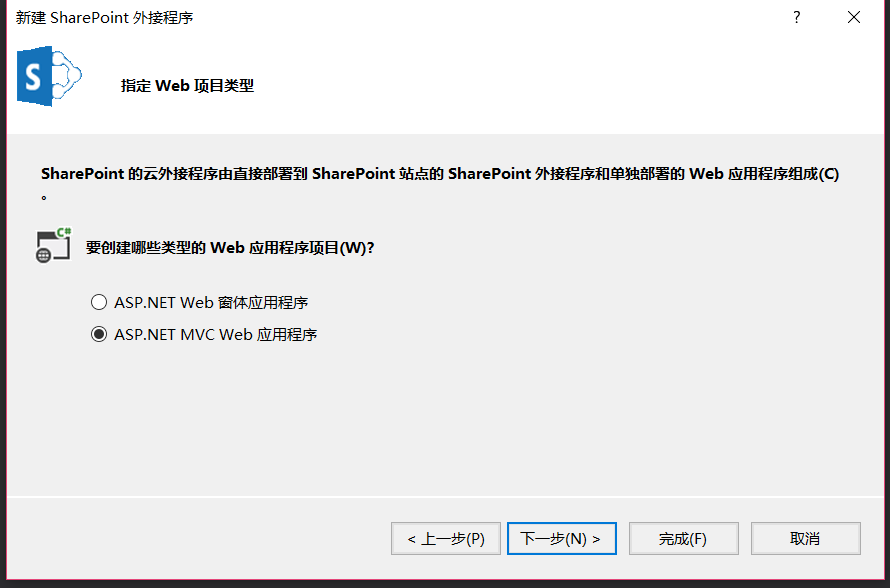 新建 SharePoint 外接程序
?
S
指定 Web 项目类型
SharePoint 的云外接程序由直接部署到 SharePoint 站点的 SharePoint 外接程序和单独部署的 Web 应用程序组成(C)
。
C#
要创建哪些类型的 Web 应用程序项目(W)?
ASP.NET Web 窗体应用程序
ASP.NET MVC Web 应用程序
< 上一步(P)
下一步(N) >
完成(F)
取消